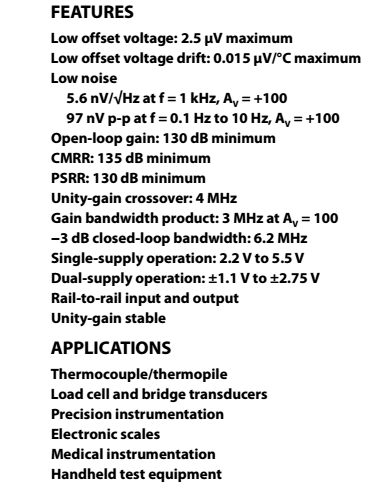 FEATURES
Low offset voltage: 2.5 µV maximum
Low offset voltage drift: 0.015 µV/°C maximum
Low noise
5.6 nV/√Hz at f = 1 kHz, Av = +100
97 nV p-p at f = 0.1 Hz to 10 Hz, Av = +100
Open-loop gain: 130 dB minimum
CMRR: 135 dB minimum
PSRR: 130 dB minimum
Unity-gain crossover: 4 MHz
Gain bandwidth product: 3 MHz at Av = 100
−3 dB closed-loop bandwidth: 6.2 MHz
Single-supply operation: 2.2 V to 5.5 V
Dual-supply operation: ±1.1 V to ±2.75 V
Rail-to-rail input and output
Unity-gain stable
APPLICATIONS
Thermocouple/thermopile
Load cell and bridge transducers
Precision instrumentation
Electronic scales
Medical instrumentation
Handheld test equipment